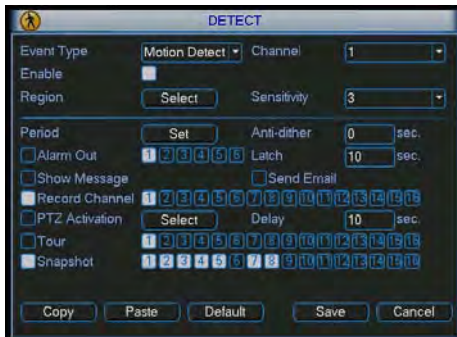 DETECT
Event Type Motion Detect Channel 1
Enable
Region Select Sensitivity 3
Period Set Anti-dither 0 sec.
Alarm Out 1 2 3 4 5 6 Latch 10 sec.
Show Message Send Email
Record Channel 1 2 3 4 5 6 7 8 9 10 11 12 13 14 15 16
PTZ Activation Select Delay 10 sec.
Tour 1 2 3 4 5 6 7 8 9 10 11 12 13 14 15 16
Snapshot 1 2 3 4 5 6 7 8 9 10 11 12 13 14 15 16
Copy Paste Default Save Cancel